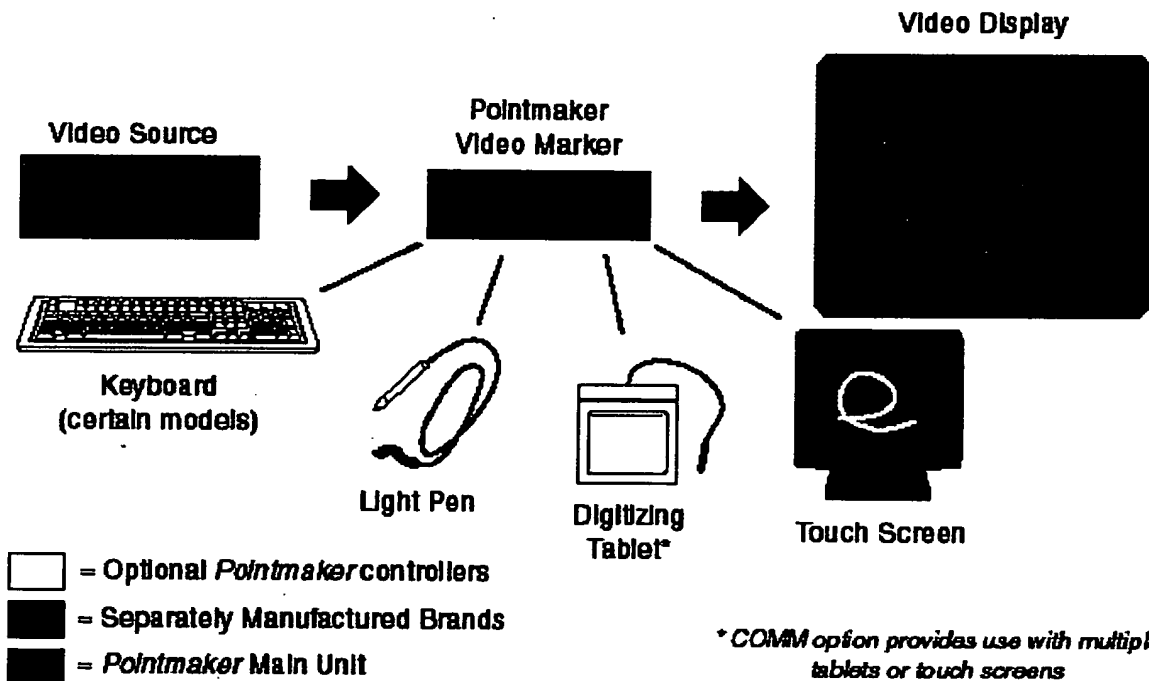 Video Display
Pointmaker
Video Marker
Video Source
Keyboard
(certain models)
Light Pen
Digitizing
Tablet*
Touch Screen
= Optional Pointmaker controllers
= Separately Manufactured Brands
= Pointmaker Main Unit
* COMM option provides use with multipl
tablets or touch screens